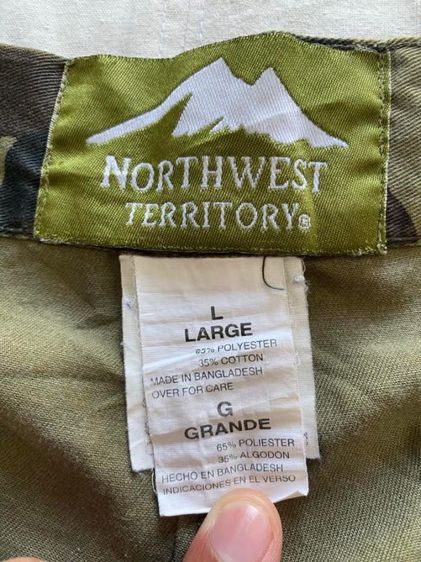 NORTHWEST
TERRITORY®
L
LARGE
65% POLYESTER
35% COTTON
MADE IN BANGLADESH
OVER FOR CARE
G
GRANDE
65% POLIESTER
35% ALGODON
HECHO EN BANGLADESH
INDICACIONES EN EL VERSO